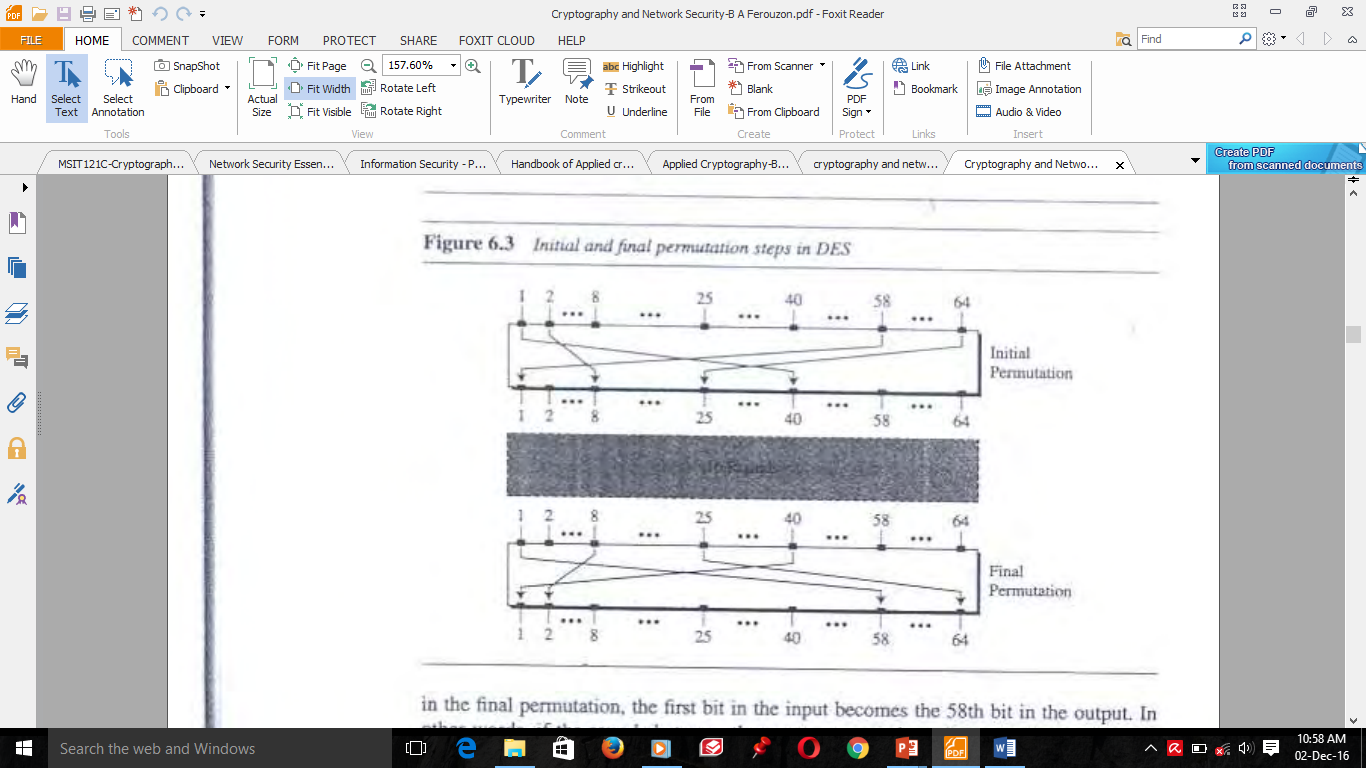 Cryptography and Network Security-B A Ferouzon.pdf - Foxit Reader
FILE HOME COMMENT VIEW FORM PROTECT SHARE FOXIT CLOUD HELP Find
Hand
Select Text
Select Annotation
SnapShot
Clipboard
Tools
Actual Size
Fit Page
Fit Width
Fit Visible
157.60%
Rotate Left
Rotate Right
View
Typewriter
Note
Highlight
Strikeout
Underline
Comment
From File
From Scanner
Blank
From Clipboard
Create
PDF Sign
Protect
Link
Bookmark
Links
File Attachment
Image Annotation
Audio & Video
Insert
MSIT121C-Cryptograph... Network Security Essen... Information Security - P... Handbook of Applied cr... Applied Cryptography-B... cryptography and netw... Cryptography and Netwo...
Create PDF
from scanned documents
Figure 6.3 Initial and final permutation steps in DES
1 2 ... 8 ... 25 ... 40 ... 58 ... 64
Initial
Permutation
1 2 ... 8 ... 25 ... 40 ... 58 ... 64
1 2 ... 8 ... 25 ... 40 ... 58 ... 64
Final
Permutation
1 2 ... 8 ... 25 ... 40 ... 58 ... 64
in the final permutation, the first bit in the input becomes the 58th bit in the output. In
Search the web and Windows
10:58 AM
02-Dec-16